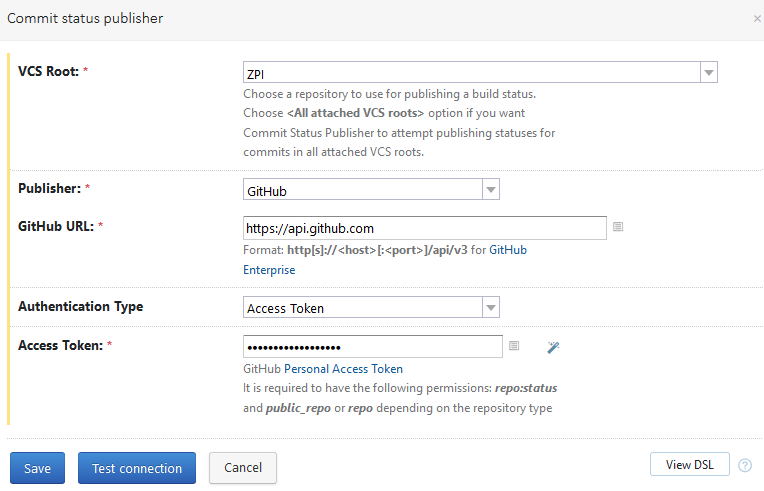 Commit status publisher
VCS Root: *
ZPI
Choose a repository to use for publishing a build status.
Choose <All attached VCS roots> option if you want
Commit Status Publisher to attempt publishing statuses for
commits in all attached VCS roots.
Publisher: *
GitHub
GitHub URL: *
https://api.github.com
Format: http[s]://<host>[:<port>]/api/v3 for GitHub
Enterprise
Authentication Type
Access Token
Access Token: *
••••••••••••••••••
GitHub Personal Access Token
It is required to have the following permissions: repo:status
and public_repo or repo depending on the repository type
Save
Test connection
Cancel
View DSL
?